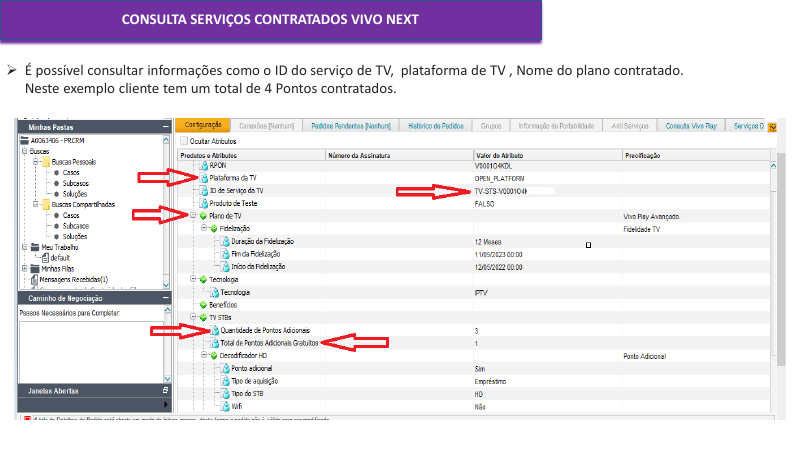 CONSULTA SERVIÇOS CONTRATADOS VIVO NEXT
➢ É possível consultar informações como o ID do serviço de TV, plataforma de TV , Nome do plano contratado.
Neste exemplo cliente tem um total de 4 Pontos contratados.
Minhas Pastas
A0063406 - PRCRM
Buscas
Buscas Pessoais
Casos
Subcasos
Soluções
Buscas Compartilhadas
Casos
Subcasos
Soluções
Meu Trabalho
default
Minhas Filas
Mensagens Recebidas(1)
Caminho de Negociação
Passos Necessários para Completar:
Janelas Abertas
Configuração Conexões [Nenhum] Pedidos Pendentes [Nenhum] Histórico de Pedidos Grupos Informação da Portabilidade Anti Serviços Consulta Vivo Play Serviços D
Ocultar Atributos
Produtos e Atributos Número da Assinatura Valor do Atributo Precificação
RPON V0001O4KDL
Plataforma da TV OPEN_PLATFORM
ID de Serviço da TV TV-STS-V0001O4K
Produto de Teste FALSO
Plano de TV Vivo Play Avançado.
Fidelização Fidelidade TV
Duração da Fidelização 12 Meses
Fim da Fidelização 11/05/2023 00:00
Início da Fidelização 12/05/2022 00:00
Tecnologia
Tecnologia IPTV
Benefícios
TV STBs
Quantidade de Pontos Adicionais 3
Total de Pontos Adicionais Gratuitos 1
Decodificador HD Ponto Adicional
Ponto adicional Sim
Tipo de aquisição Empréstimo
Tipo do STB HD
Wifi Não